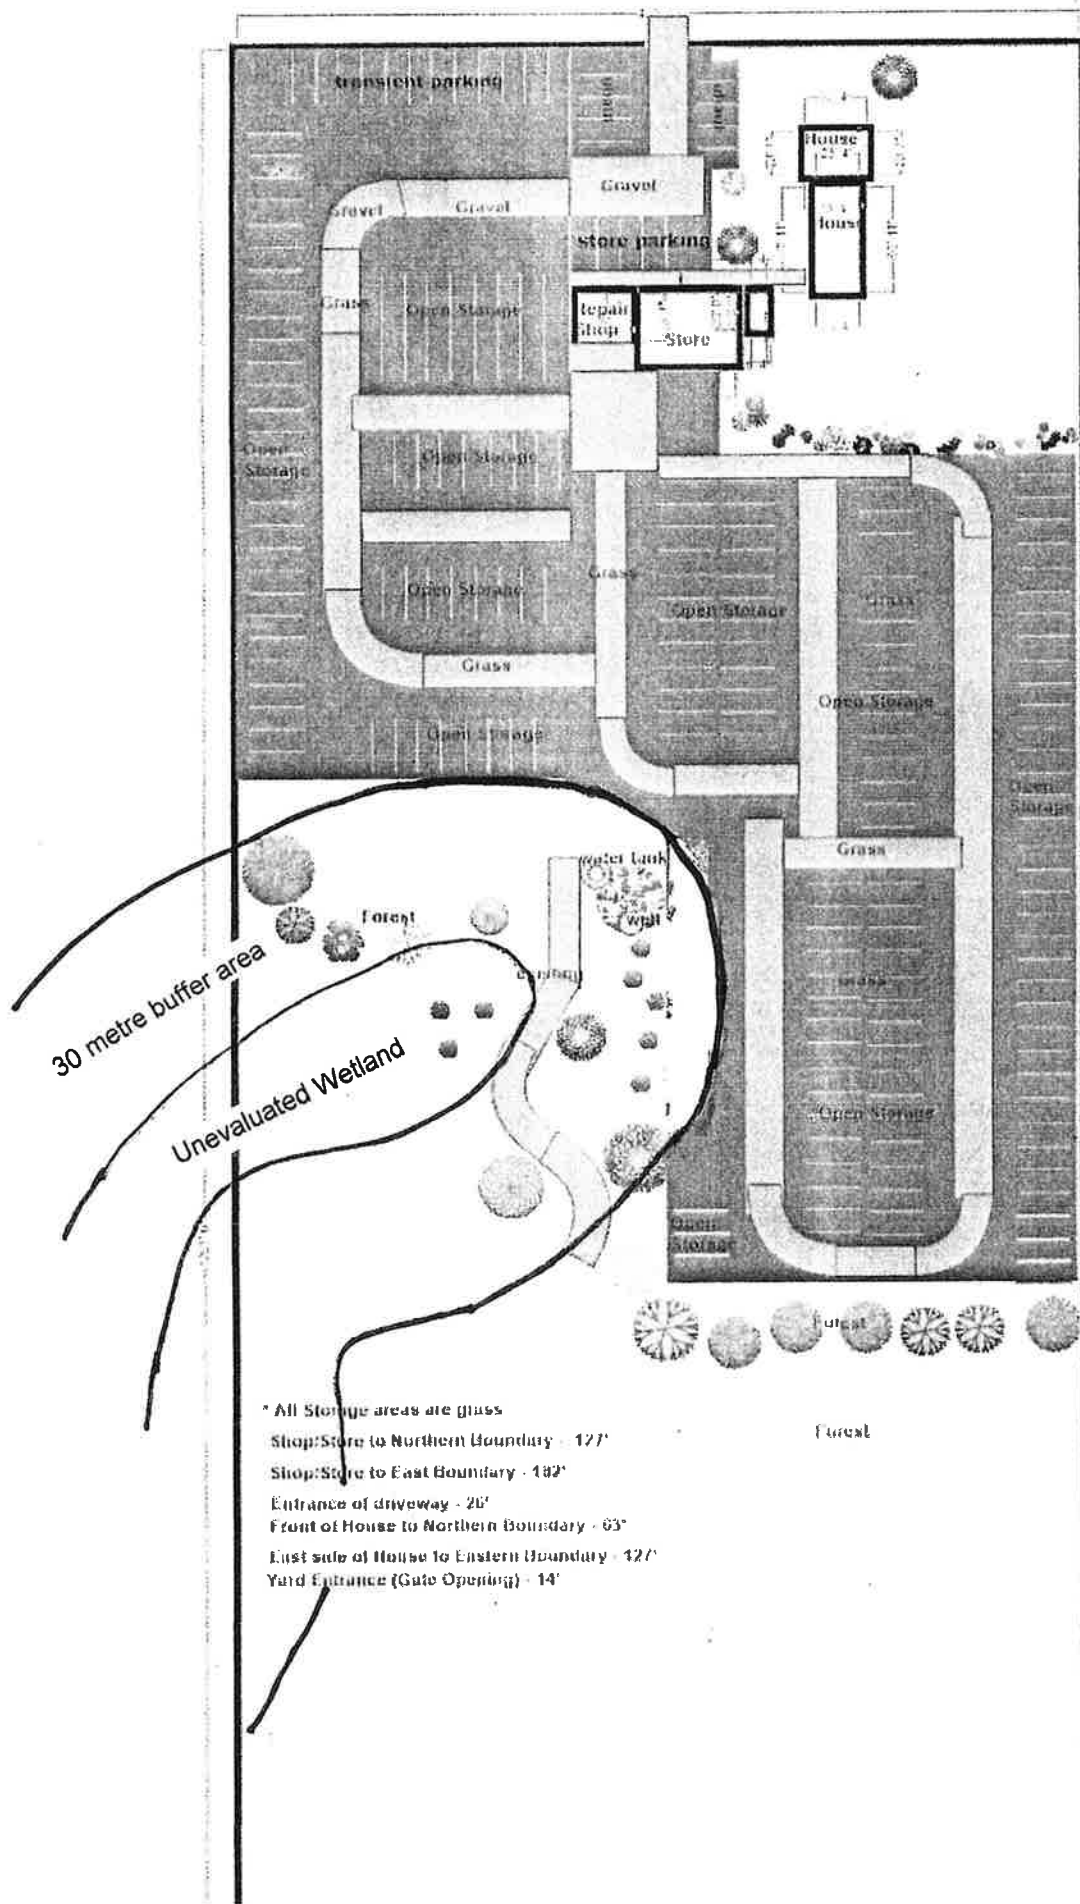 transient parking
Gravel
Gravel
Gravel
store parking
House
House
Grass
Open Storage
Repair
Shop
Store
Open
Storage
Open Storage
Grass
Open Storage
Open Storage
Grass
Grass
Open Storage
Open Storage
Open
Storage
Grass
water tank
Forest
well
existing
30 metre buffer area
Grass
Unevaluated Wetland
Open Storage
Open
Storage
Forest
* All Storage areas are grass
Shop/Store to Northern Boundary - 127'
Forest
Shop/Store to East Boundary - 182'
Entrance of driveway - 26'
Front of House to Northern Boundary - 63'
East side of House to Eastern Boundary - 127'
Yard Entrance (Gate Opening) - 14'